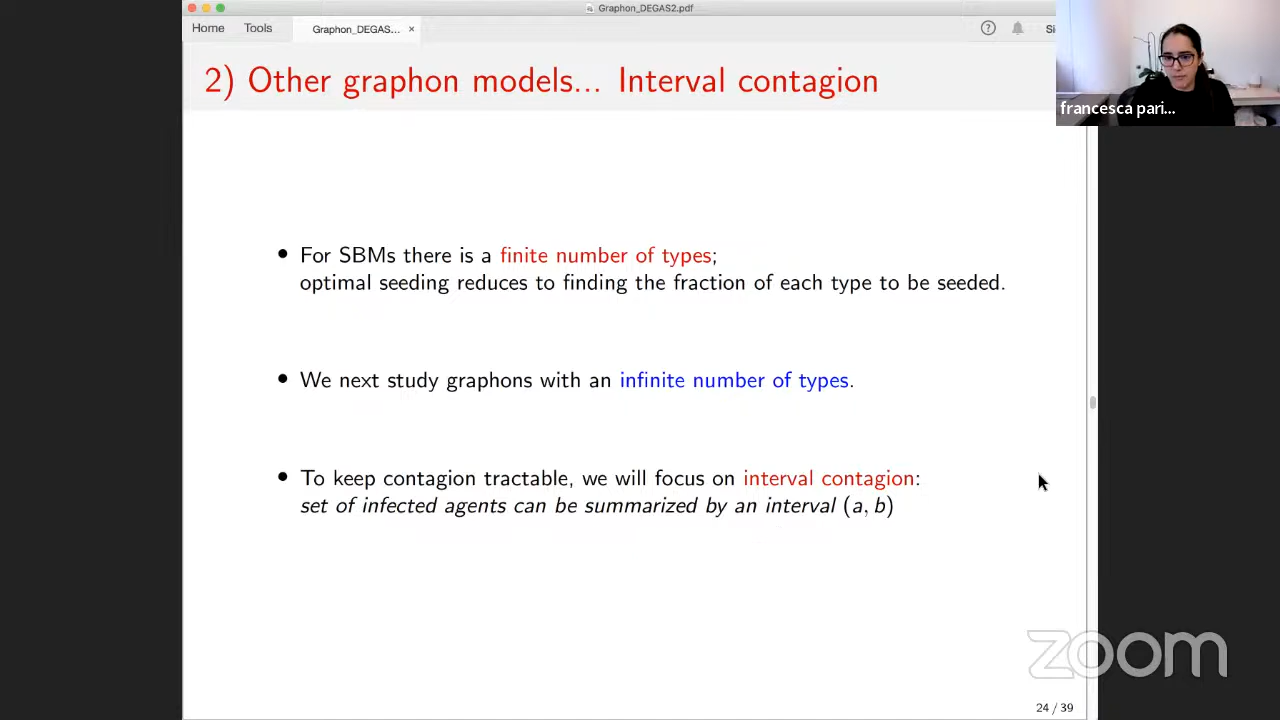 Graphon_DEGAS2.pdf
Home Tools Graphon_DEGAS... × ? Si
2) Other graphon models... Interval contagion
francesca pari...
• For SBMs there is a finite number of types;
optimal seeding reduces to finding the fraction of each type to be seeded.
• We next study graphons with an infinite number of types.
• To keep contagion tractable, we will focus on interval contagion:
set of infected agents can be summarized by an interval (a, b)
zoom
24 / 39